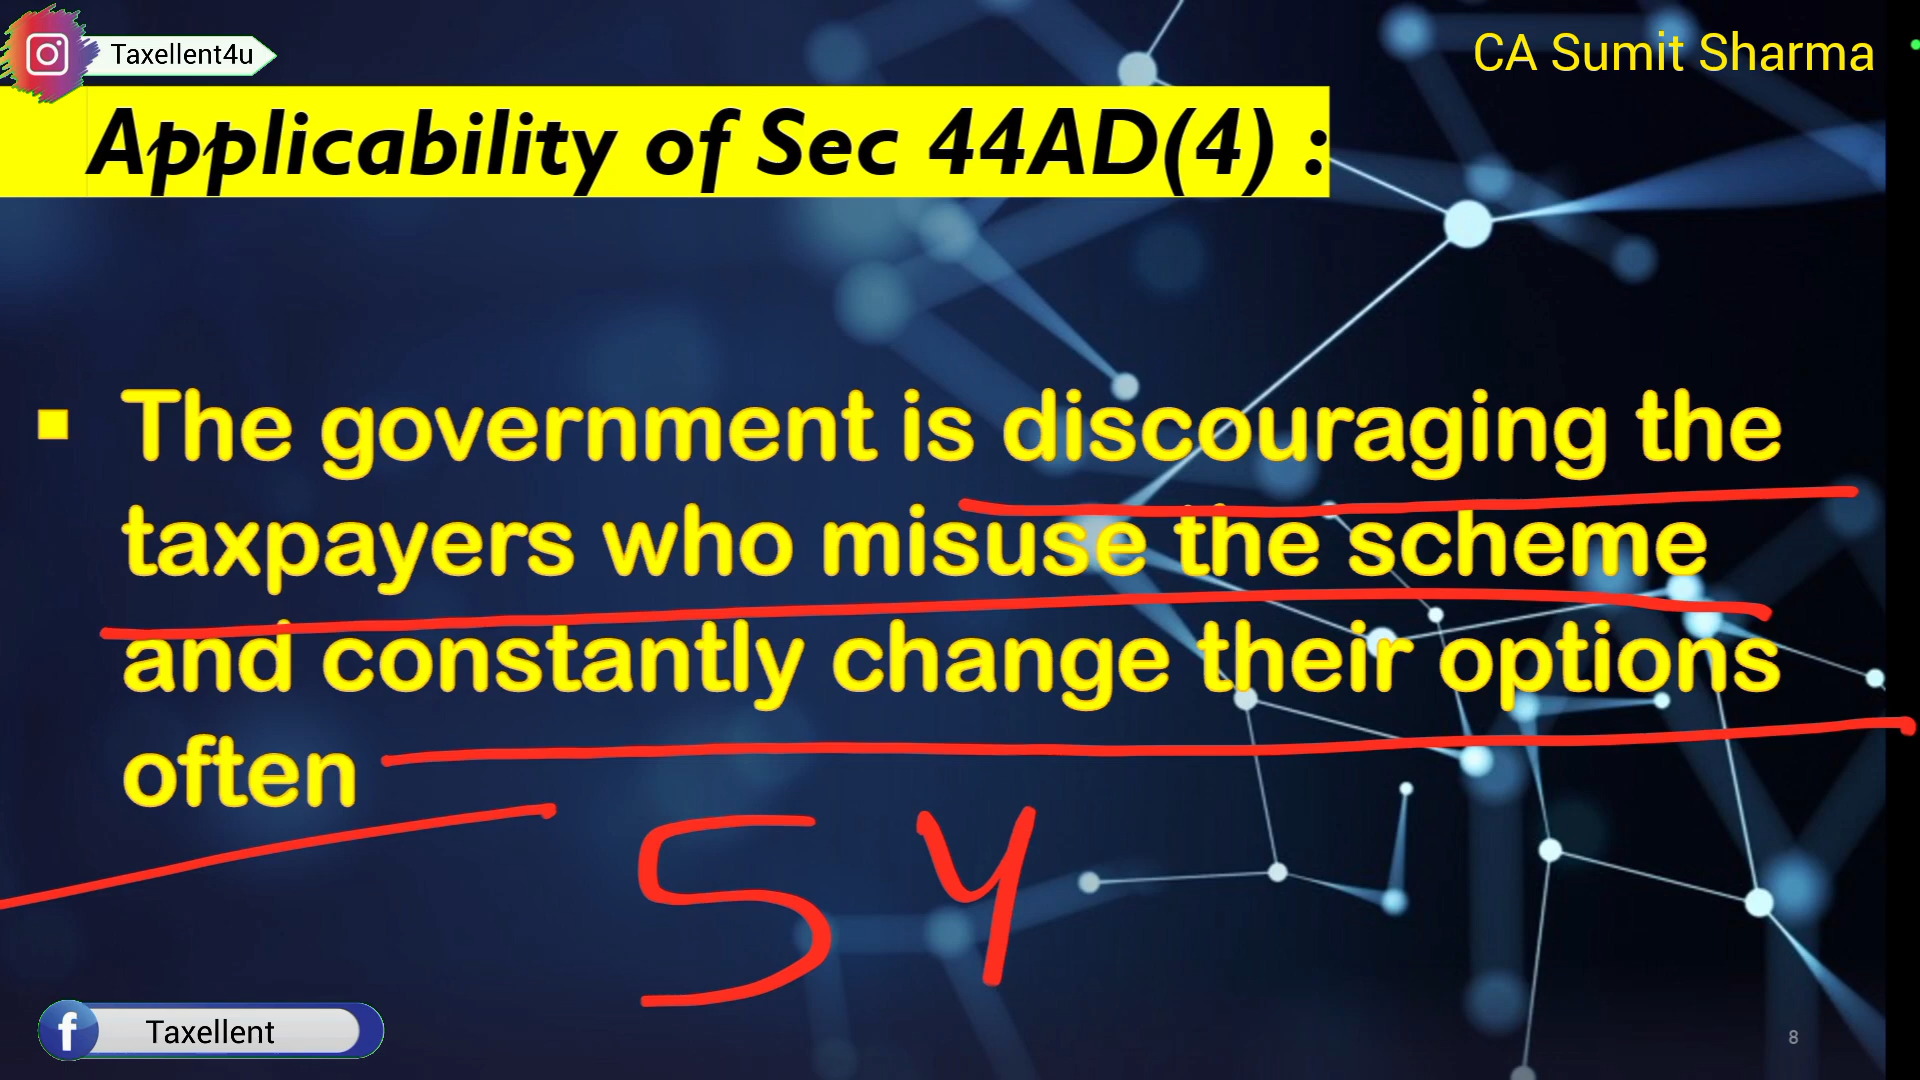 Taxellent4u
CA Sumit Sharma
Applicability of Sec 44AD(4) :
▪ The government is discouraging the
taxpayers who misuse the scheme
and constantly change their options
often
5 Y
f Taxellent
8